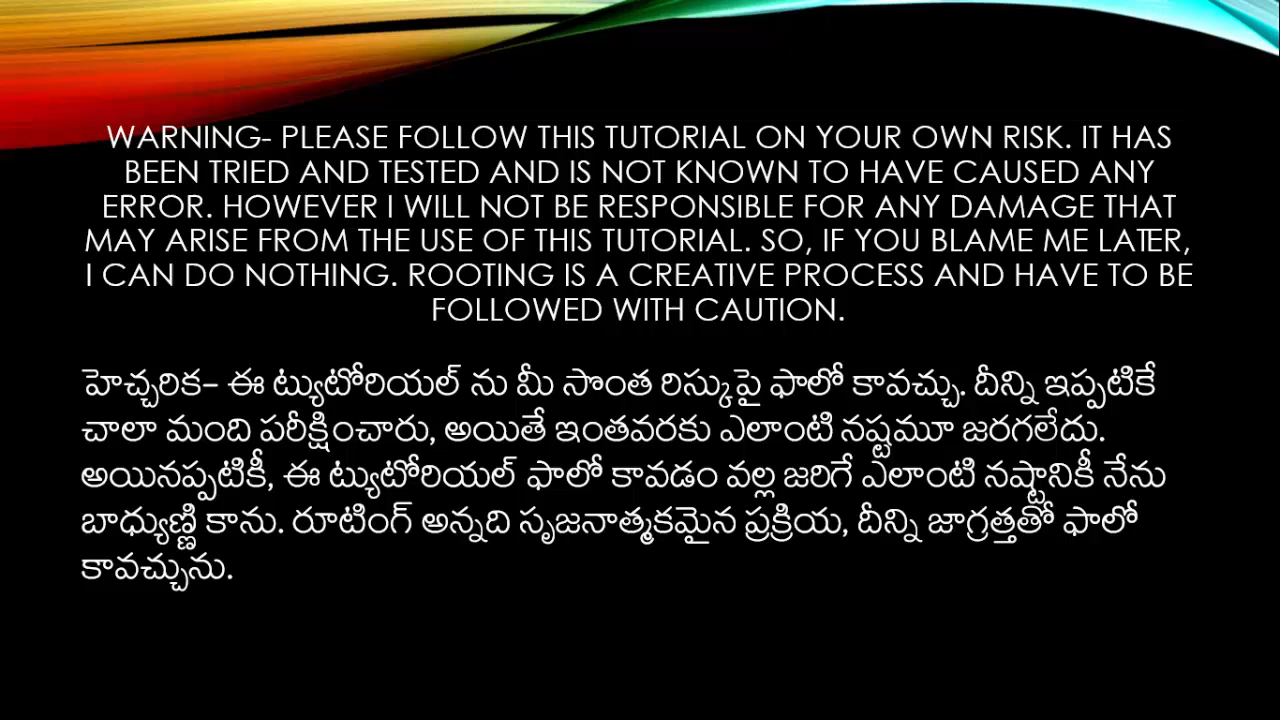 WARNING- PLEASE FOLLOW THIS TUTORIAL ON YOUR OWN RISK. IT HAS
BEEN TRIED AND TESTED AND IS NOT KNOWN TO HAVE CAUSED ANY
ERROR. HOWEVER I WILL NOT BE RESPONSIBLE FOR ANY DAMAGE THAT
MAY ARISE FROM THE USE OF THIS TUTORIAL. SO, IF YOU BLAME ME LATER,
I CAN DO NOTHING. ROOTING IS A CREATIVE PROCESS AND HAVE TO BE
FOLLOWED WITH CAUTION.
హెచ్చరిక– ఈ ట్యుటోరియల్ ను మీ సొంత రిస్కుపై ఫాలో కావచ్చు. దీన్ని ఇప్పటికే
చాలా మంది పరీక్షించారు, అయితే ఇంతవరకు ఎలాంటి నష్టమూ జరగలేదు.
అయినప్పటికీ, ఈ ట్యుటోరియల్ ఫాలో కావడం వల్ల జరిగే ఎలాంటి నష్టానికీ నేను
బాధ్యుణ్ణి కాను. రూటింగ్ అన్నది సృజనాత్మకమైన ప్రక్రియ, దీన్ని జాగ్రత్తతో ఫాలో
కావచ్చును.